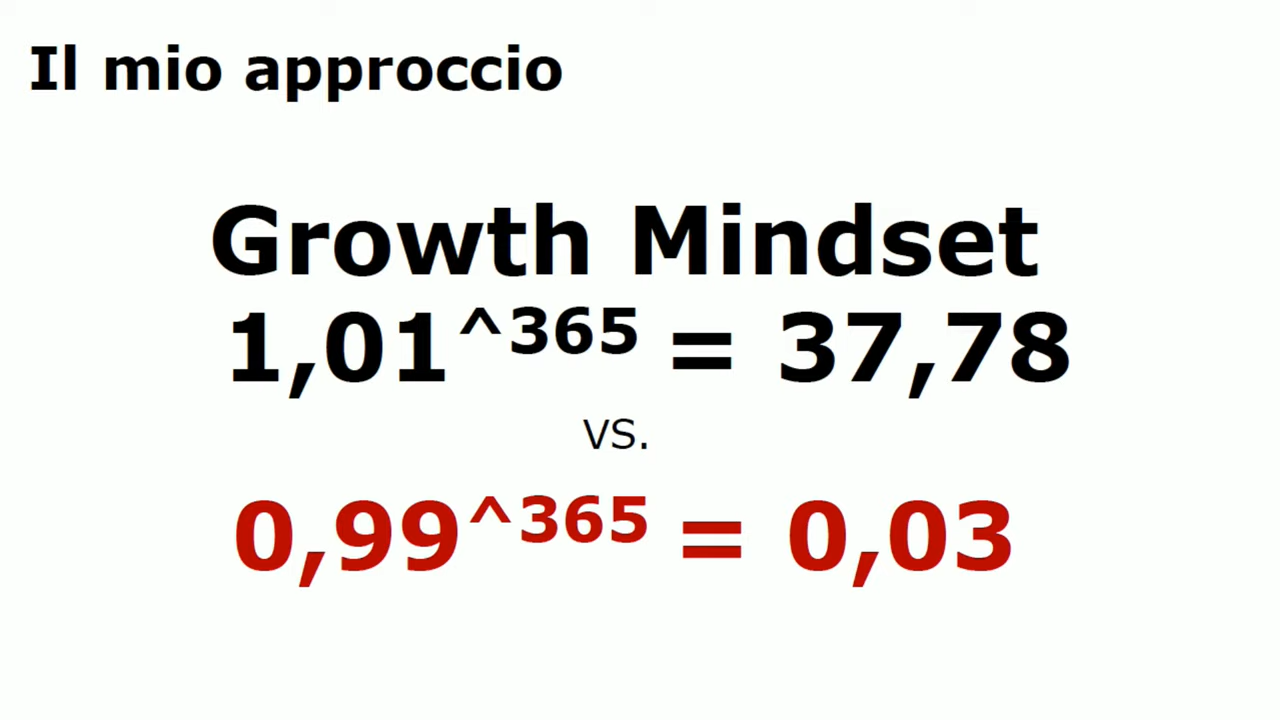 Il mio approccio
Growth Mindset
1,01^365 = 37,78
vs.
0,99^365 = 0,03